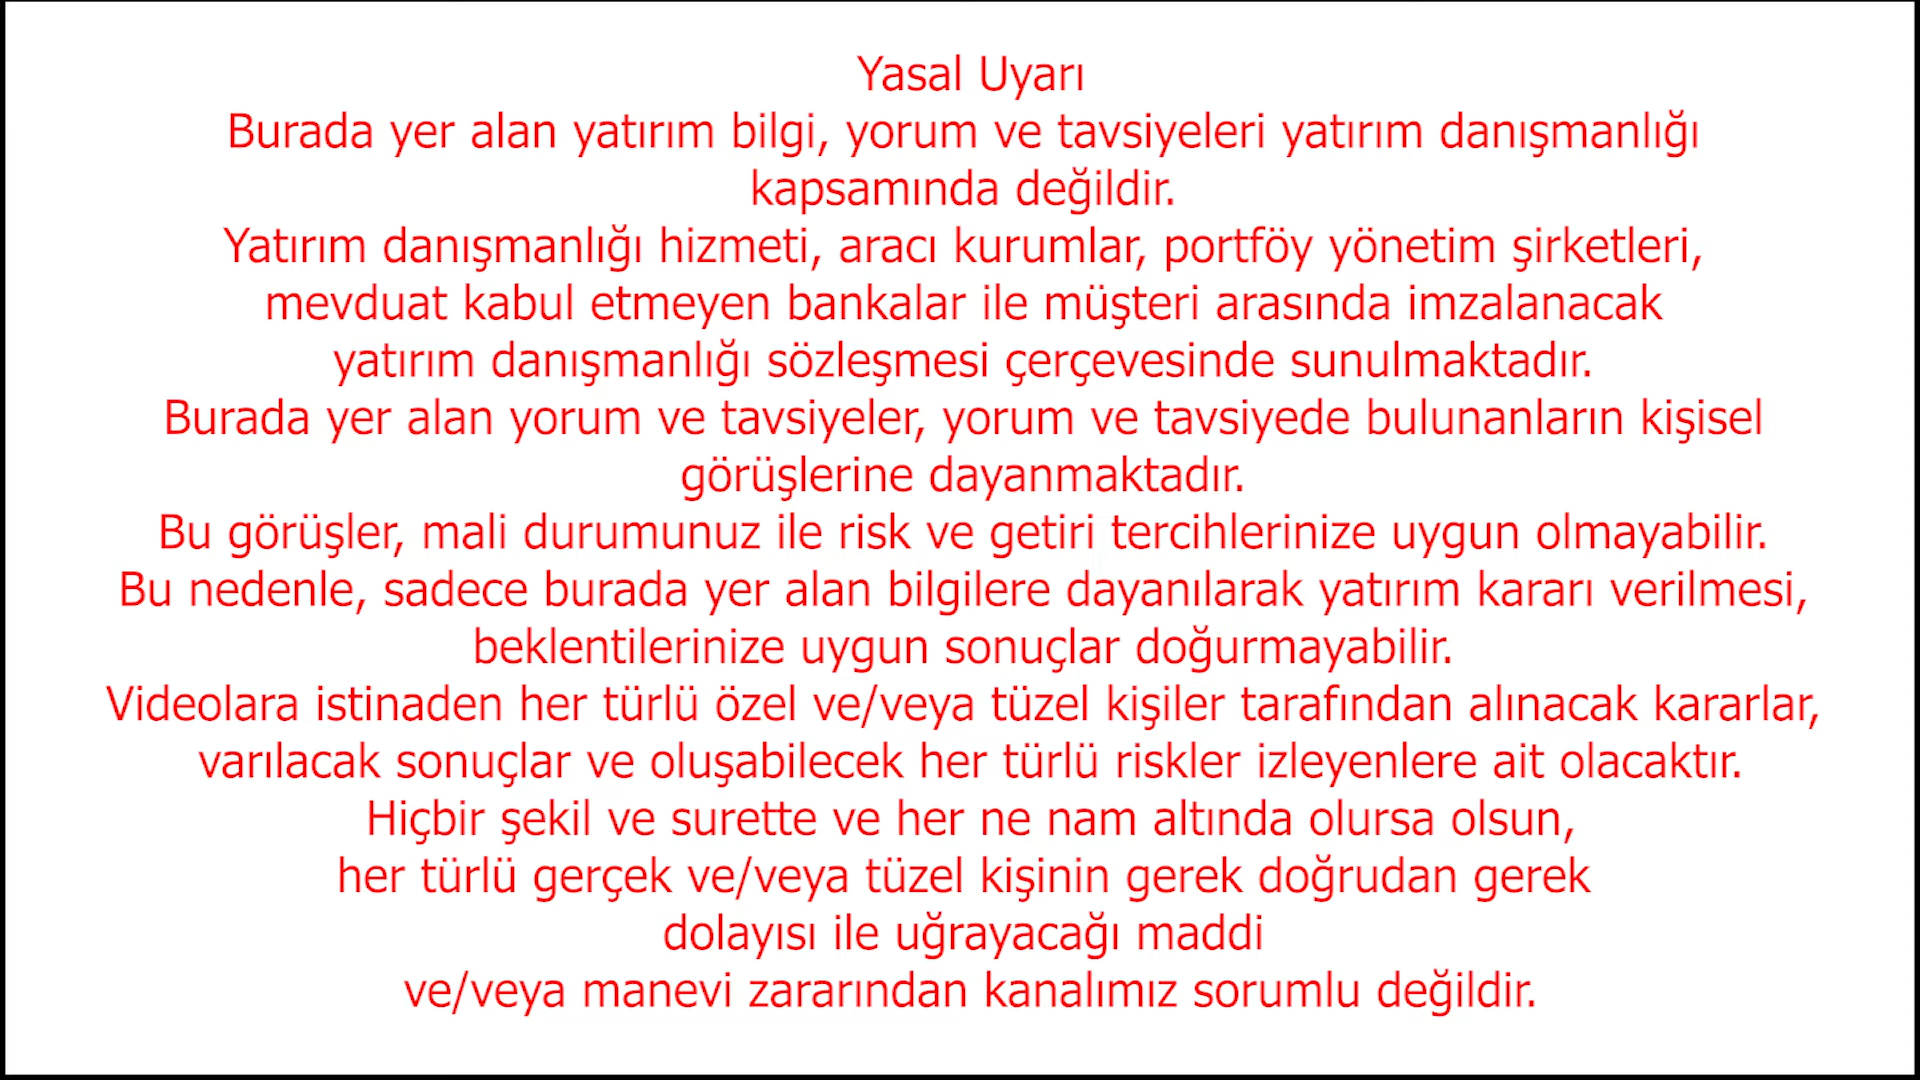 Yasal Uyarı
Burada yer alan yatırım bilgi, yorum ve tavsiyeleri yatırım danışmanlığı
kapsamında değildir.
Yatırım danışmanlığı hizmeti, aracı kurumlar, portföy yönetim şirketleri,
mevduat kabul etmeyen bankalar ile müşteri arasında imzalanacak
yatırım danışmanlığı sözleşmesi çerçevesinde sunulmaktadır.
Burada yer alan yorum ve tavsiyeler, yorum ve tavsiyede bulunanların kişisel
görüşlerine dayanmaktadır.
Bu görüşler, mali durumunuz ile risk ve getiri tercihlerinize uygun olmayabilir.
Bu nedenle, sadece burada yer alan bilgilere dayanılarak yatırım kararı verilmesi,
beklentilerinize uygun sonuçlar doğurmayabilir.
Videolara istinaden her türlü özel ve/veya tüzel kişiler tarafından alınacak kararlar,
varılacak sonuçlar ve oluşabilecek her türlü riskler izleyenlere ait olacaktır.
Hiçbir şekil ve surette ve her ne nam altında olursa olsun,
her türlü gerçek ve/veya tüzel kişinin gerek doğrudan gerek
dolayısı ile uğrayacağı maddi
ve/veya manevi zararından kanalımız sorumlu değildir.